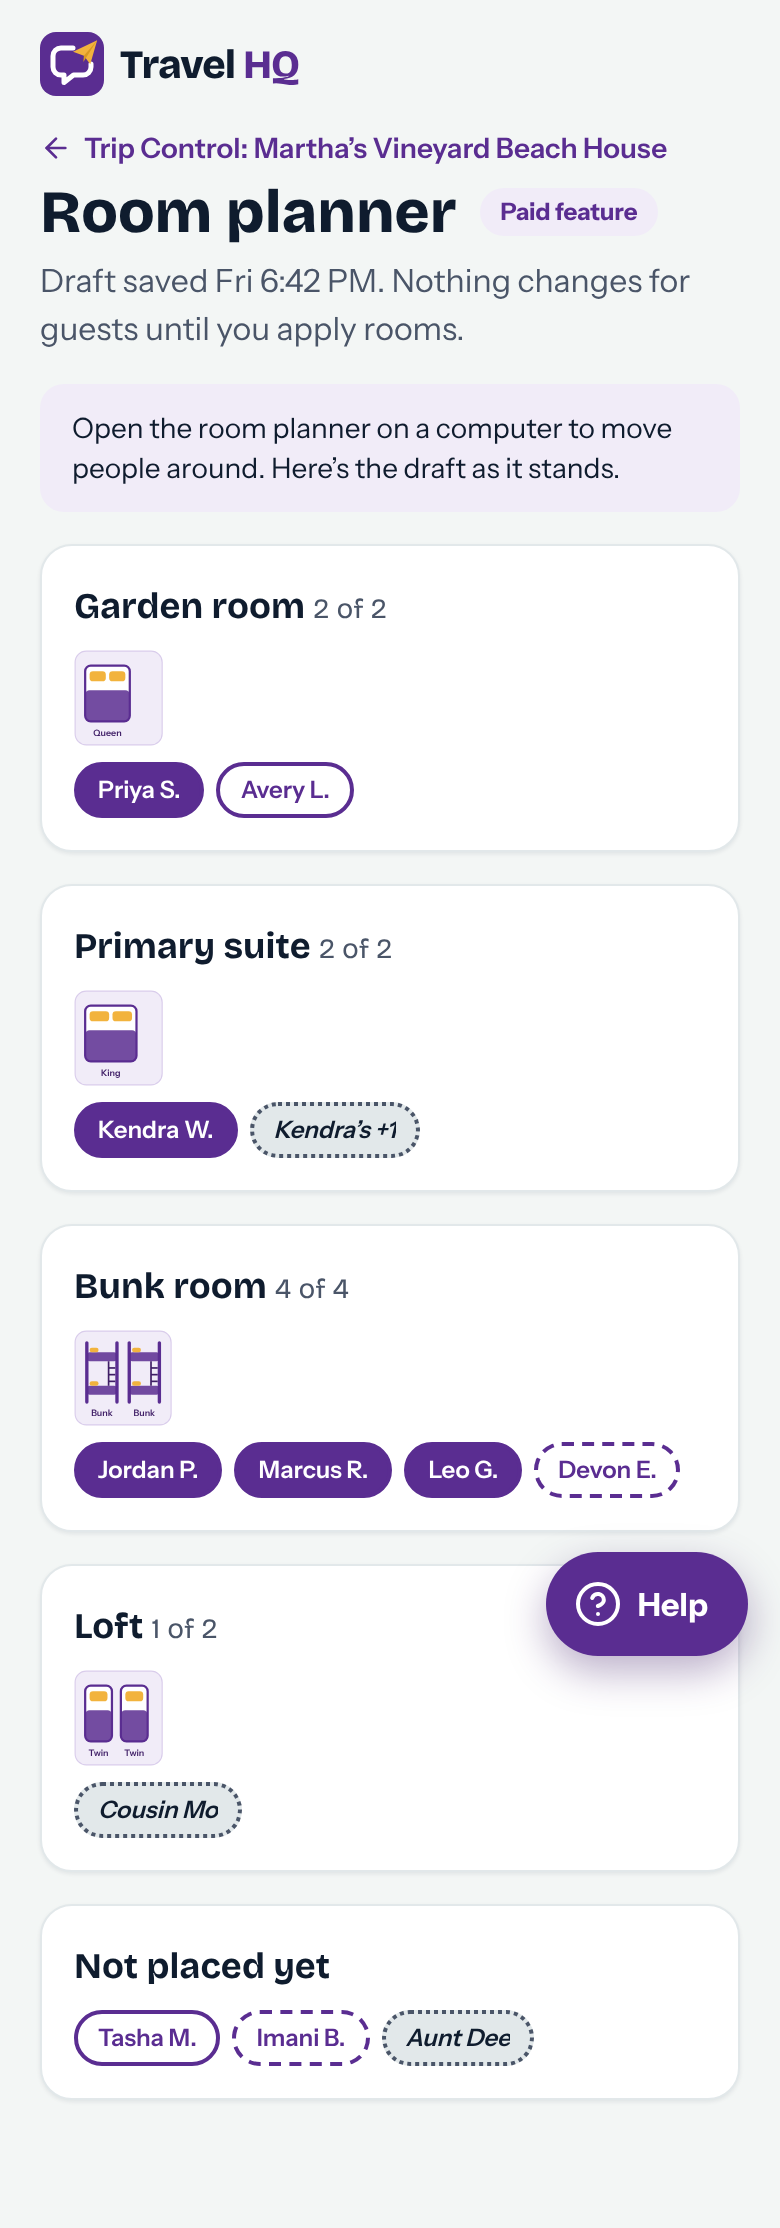 Travel HQ
Trip Control: Martha’s Vineyard Beach House
Room planner Paid feature
Draft saved Fri 6:42 PM. Nothing changes for
guests until you apply rooms.
Open the room planner on a computer to move
people around. Here’s the draft as it stands.
Garden room 2 of 2
Queen
Priya S. Avery L.
Primary suite 2 of 2
King
Kendra W. Kendra’s +1
Bunk room 4 of 4
Bunk Bunk
Jordan P. Marcus R. Leo G. Devon E.
Help
Loft 1 of 2
Twin Twin
Cousin Mo
Not placed yet
Tasha M. Imani B. Aunt Dee